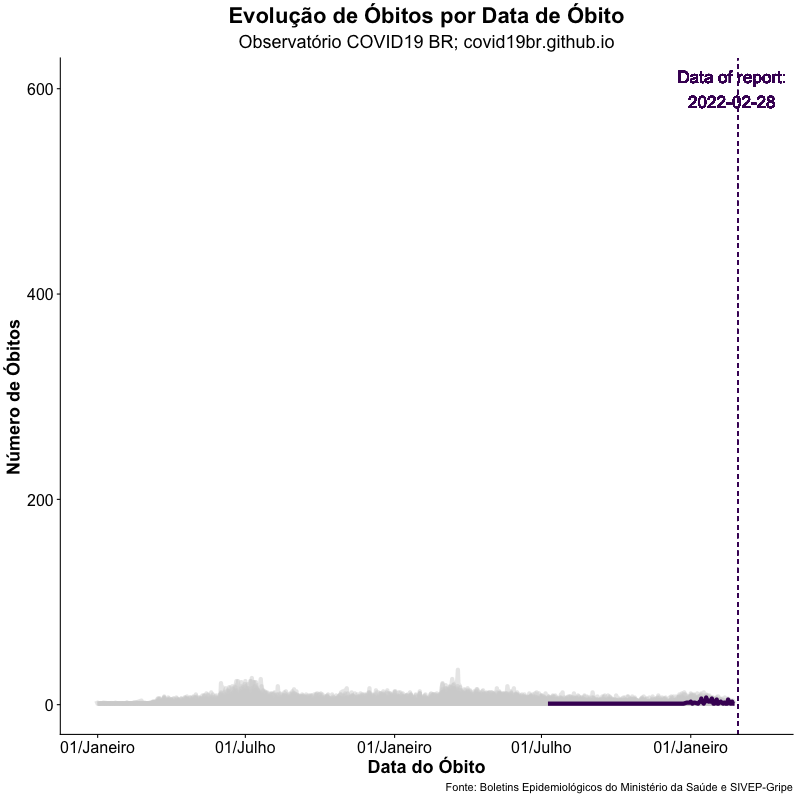 Evolução de Óbitos por Data de Óbito
Observatório COVID19 BR; covid19br.github.io
Data of report:
2022-02-28
600
400
200
0
Número de Óbitos
01/Janeiro 01/Julho 01/Janeiro 01/Julho 01/Janeiro
Data do Óbito
Fonte: Boletins Epidemiológicos do Ministério da Saúde e SIVEP-Gripe